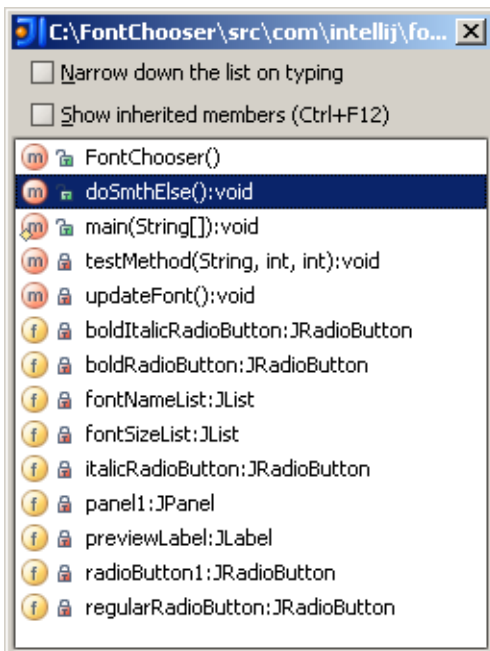 C:\FontChooser\src\com\intellij\fo...
Narrow down the list on typing
Show inherited members (Ctrl+F12)
m FontChooser()
m doSmthElse():void
m main(String[]):void
m testMethod(String, int, int):void
m updateFont():void
f boldItalicRadioButton:JRadioButton
f boldRadioButton:JRadioButton
f fontNameList:JList
f fontSizeList:JList
f italicRadioButton:JRadioButton
f panel1:JPanel
f previewLabel:JLabel
f radioButton1:JRadioButton
f regularRadioButton:JRadioButton